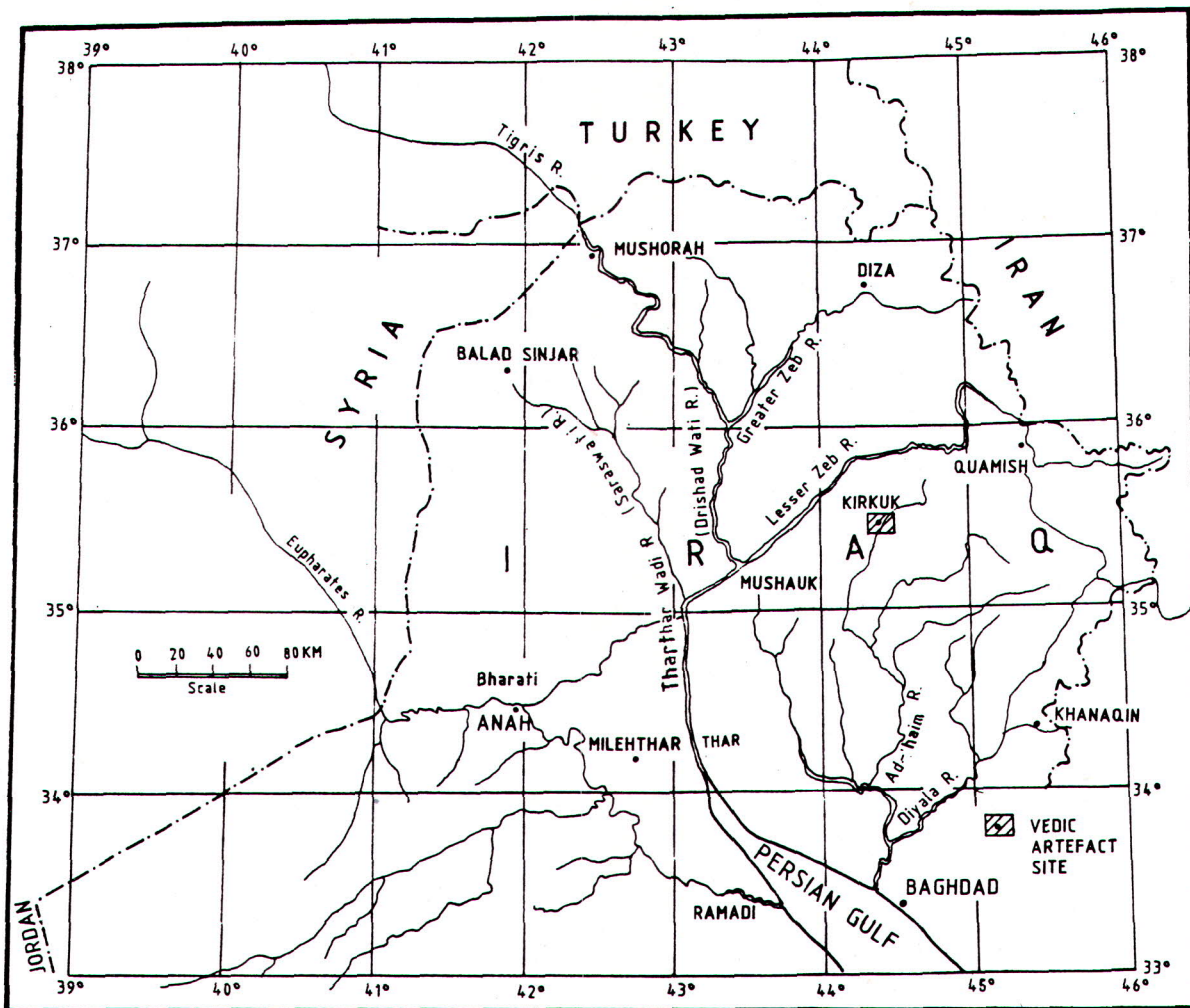 39° 40° 41° 42° 43° 44° 45° 46°
38° 38°
TURKEY
Tigris R.
37° 37°
MUSHORAH
IRAN
DIZA
SYRIA
BALAD SINJAR
Greater Zeb R.
(Drishad Wati R.)
(Saraswati R.)
36° 36°
Lesser Zeb R.
QUAMISH
KIRKUK
Eupharates R.
I R A Q
Tharthar Wadi R
MUSHAUK
35° 35°
0 20 40 60 80 KM
Scale
Bharati
ANAH
KHANAQIN
MILEHTHAR THAR
Ad-haim R.
34° 34°
Diyala R.
VEDIC
ARTEFACT
SITE
PERSIAN GULF
BAGHDAD
RAMADI
JORDAN
33°
39° 40° 41° 42° 43° 44° 45° 46°